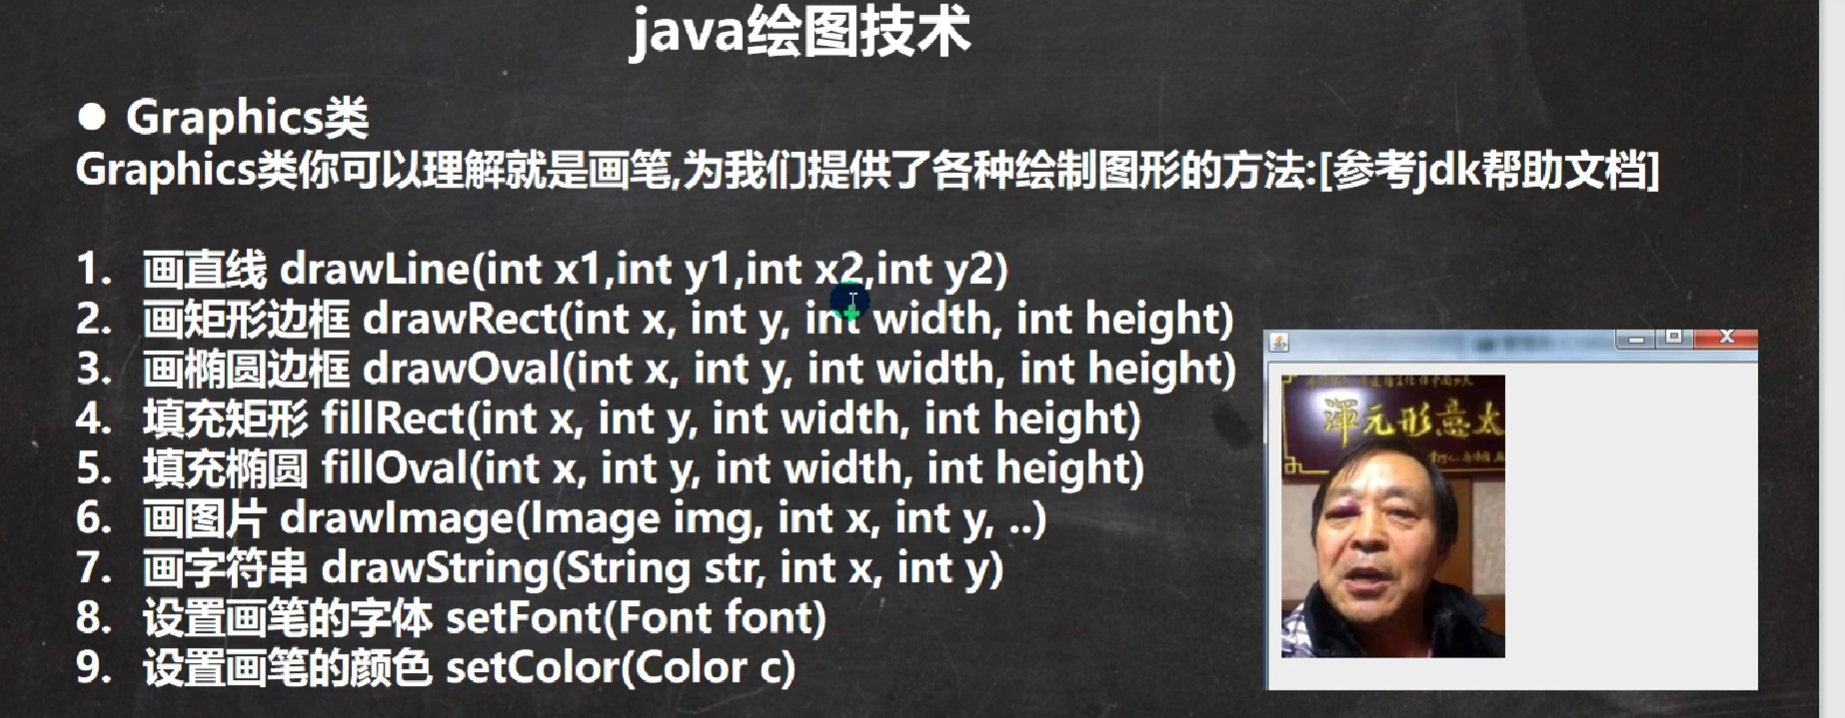 java绘图技术
● Graphics类
Graphics类你可以理解就是画笔,为我们提供了各种绘制图形的方法:[参考jdk帮助文档]
1. 画直线 drawLine(int x1,int y1,int x2,int y2)
2. 画矩形边框 drawRect(int x, int y, int width, int height)
3. 画椭圆边框 drawOval(int x, int y, int width, int height)
4. 填充矩形 fillRect(int x, int y, int width, int height)
5. 填充椭圆 fillOval(int x, int y, int width, int height)
6. 画图片 drawImage(Image img, int x, int y, ..)
7. 画字符串 drawString(String str, int x, int y)
8. 设置画笔的字体 setFont(Font font)
9. 设置画笔的颜色 setColor(Color c)
渾元形意太